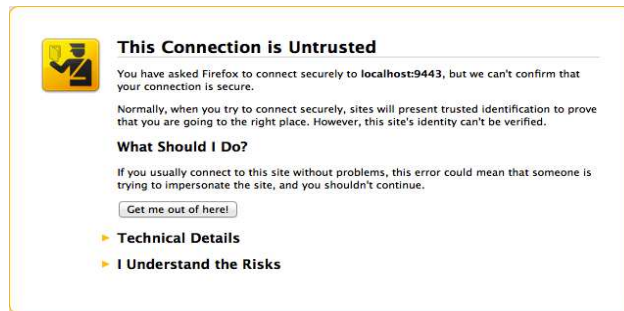 This Connection is Untrusted
You have asked Firefox to connect securely to localhost:9443, but we can't confirm that
your connection is secure.
Normally, when you try to connect securely, sites will present trusted identification to prove
that you are going to the right place. However, this site's identity can't be verified.
What Should I Do?
If you usually connect to this site without problems, this error could mean that someone is
trying to impersonate the site, and you shouldn't continue.
Get me out of here!
Technical Details
I Understand the Risks